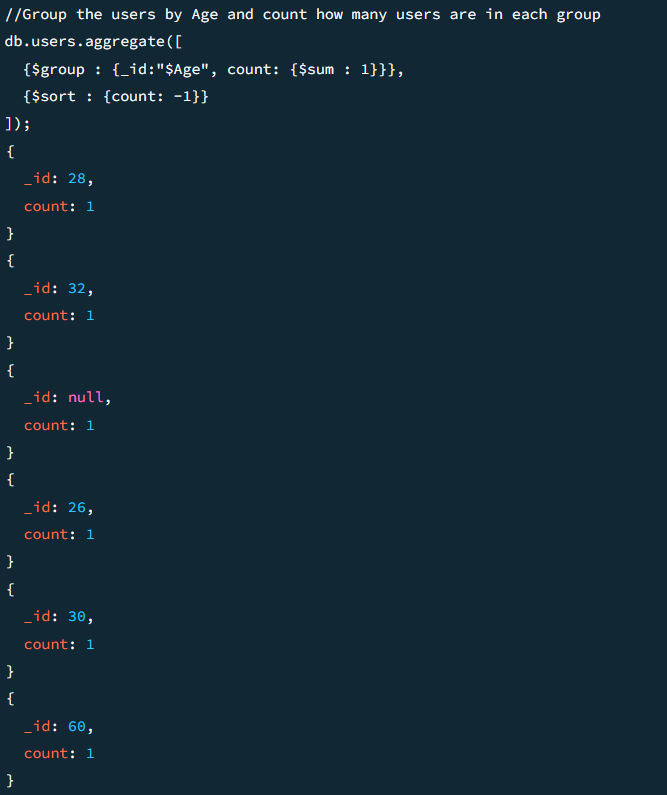 //Group the users by Age and count how many users are in each group
db.users.aggregate([
  {$group : {_id:"$Age", count: {$sum : 1}}},
  {$sort : {count: -1}}
]);
{
  _id: 28,
  count: 1
}
{
  _id: 32,
  count: 1
}
{
  _id: null,
  count: 1
}
{
  _id: 26,
  count: 1
}
{
  _id: 30,
  count: 1
}
{
  _id: 60,
  count: 1
}